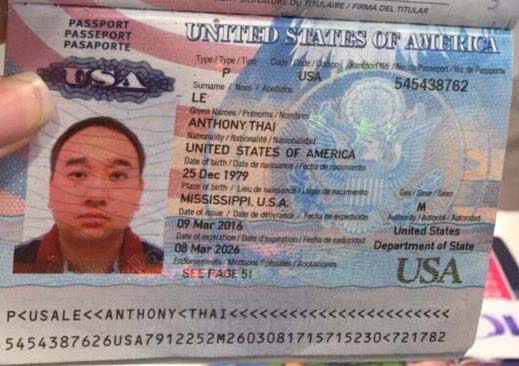 SIGNATURE DU TITULAIRE / FIRMA DEL TITULAR
PASSPORT
PASSEPORT
PASAPORTE
UNITED STATES OF AMERICA
USA
Type / Type / Tipo Code / Code / Codigo Passport No. / No. de Pasaporte
P USA 545438762
Surname / Nom / Apellidos
LE
Given Names / Prénoms / Nombres
ANTHONY THAI
Nationality / Nationalité / Nacionalidad
UNITED STATES OF AMERICA
Date of birth / Date de naissance / Fecha de nacimiento
25 Dec 1979
Place of birth / Lieu de naissance / Lugar de nacimiento Sex / Sexe / Sexo
MISSISSIPPI, U.S.A. M
Date of issue / Date de délivrance / Fecha de expedición Authority / Autorité / Autoridad
09 Mar 2016 United States
Date of expiration / Date d'expiration / Fecha de caducidad Department of State
08 Mar 2026
Endorsements / Mentions Spéciales / Anotaciones USA
SEE PAGE 51
P<USALE<<ANTHONY<THAI<<<<<<<<<<<<<<<<<<<<<<<
5454387626USA7912252M2603081715715230<721782